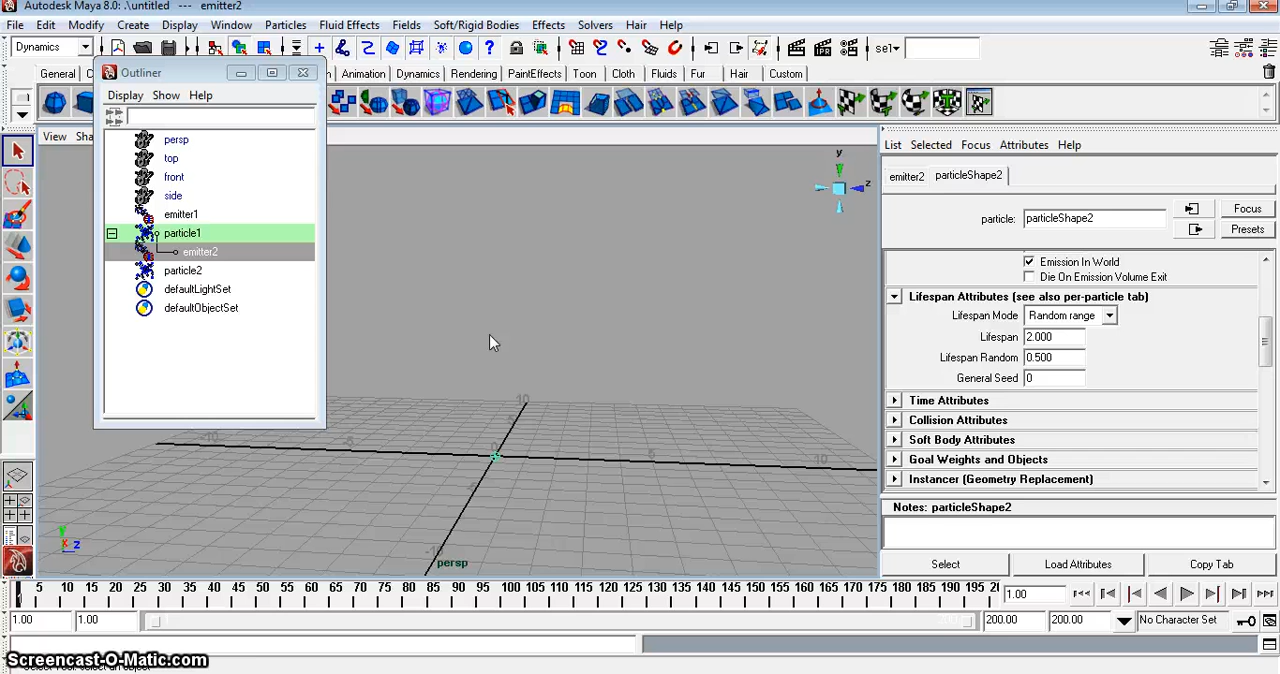 Autodesk Maya 8.0: .\untitled --- emitter2
File Edit Modify Create Display Window Particles Fluid Effects Fields Soft/Rigid Bodies Effects Solvers Hair Help
Dynamics
sel
Outliner
General
Animation Dynamics Rendering PaintEffects Toon Cloth Fluids Fur Hair Custom
Display Show Help
View
persp
top
front
side
emitter1
particle1
emitter2
particle2
defaultLightSet
defaultObjectSet
y
z
List Selected Focus Attributes Help
emitter2 particleShape2
particle: particleShape2
Focus
Presets
Emission In World
Die On Emission Volume Exit
Lifespan Attributes (see also per-particle tab)
Lifespan Mode Random range
Lifespan 2.000
Lifespan Random 0.500
General Seed 0
Time Attributes
Collision Attributes
Soft Body Attributes
Goal Weights and Objects
Instancer (Geometry Replacement)
Notes: particleShape2
Select Load Attributes Copy Tab
10
-10 -5 0 5 10
-10
Y
Z
persp
5 10 15 20 25 30 35 40 45 50 55 60 65 70 75 80 85 90 95 100 105 110 115 120 125 130 135 140 145 150 155 160 165 170 175 180 185 190 195
1.00
1.00 1.00 200.00 200.00 No Character Set
Screencast-O-Matic.com